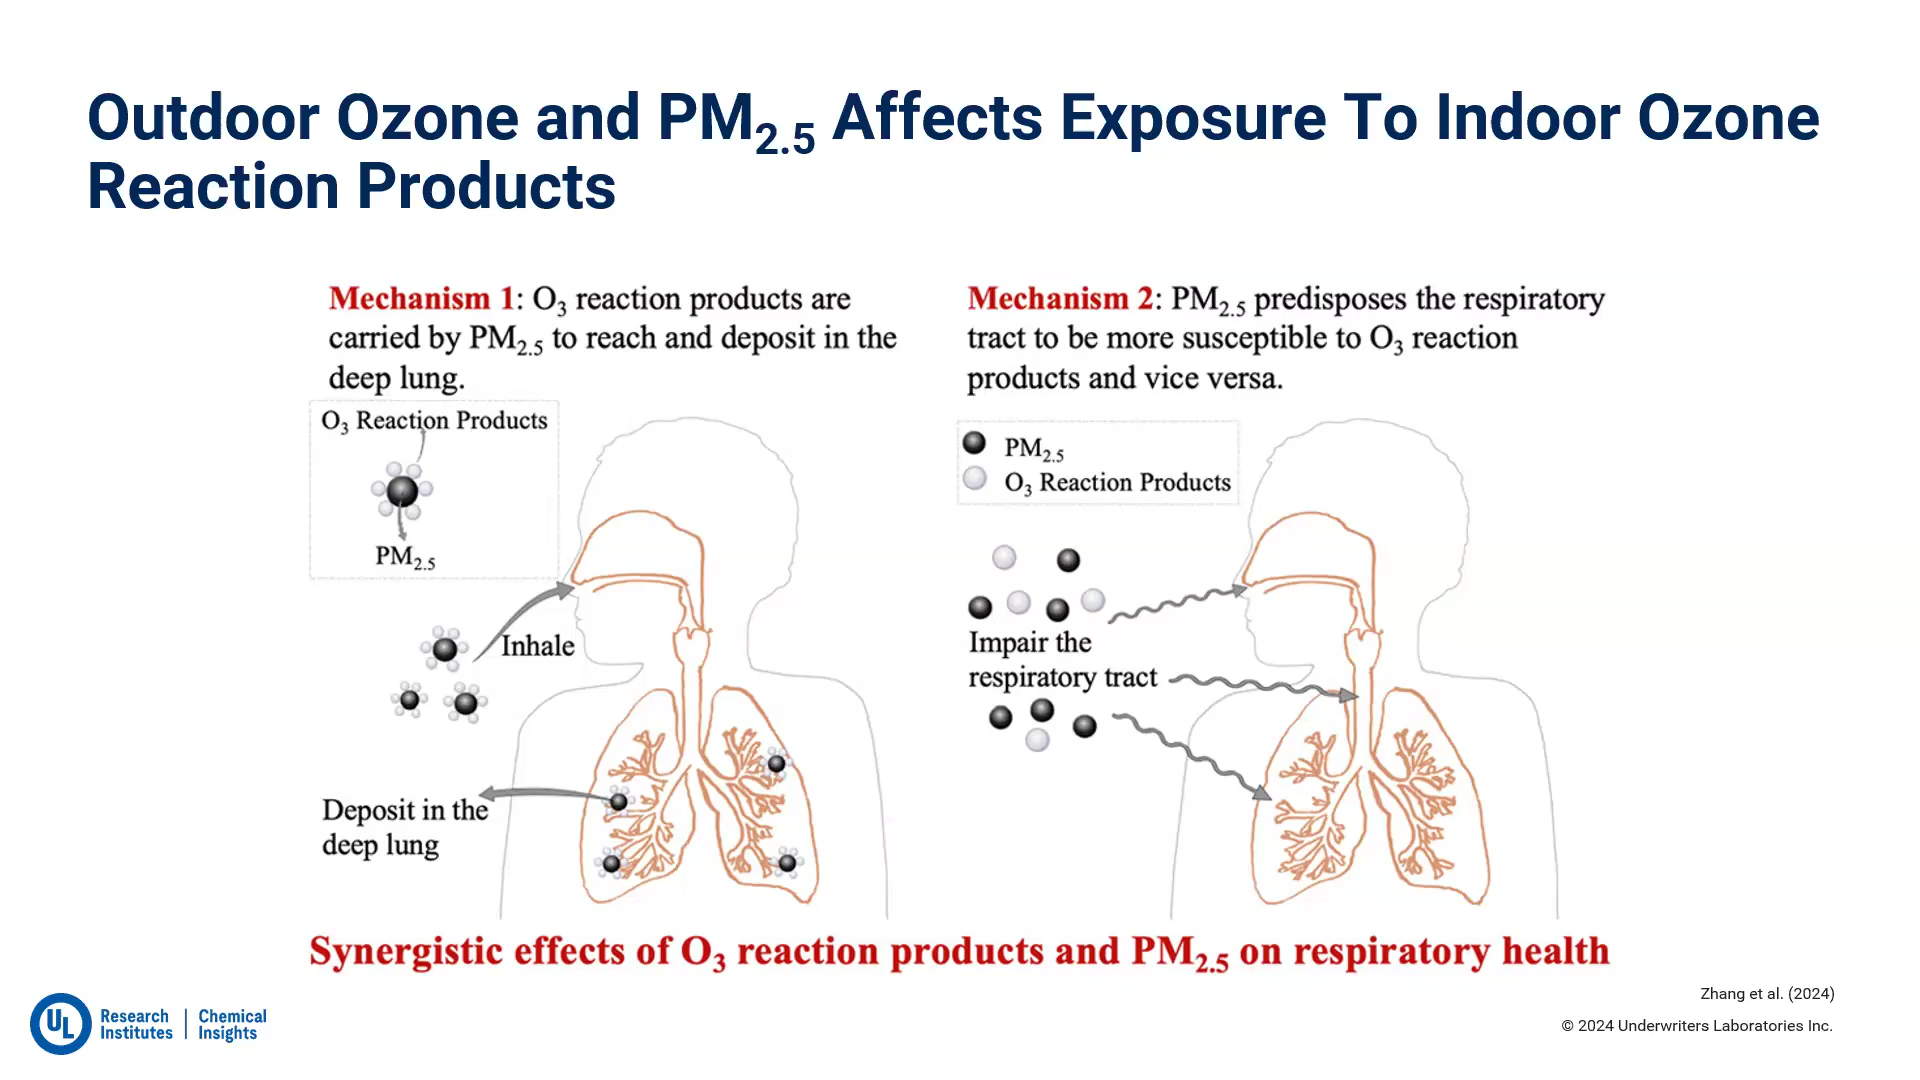 Outdoor Ozone and PM2.5 Affects Exposure To Indoor Ozone
Reaction Products
Mechanism 1: O3 reaction products are
carried by PM2.5 to reach and deposit in the
deep lung.
O3 Reaction Products
PM2.5
Inhale
Deposit in the
deep lung
Mechanism 2: PM2.5 predisposes the respiratory
tract to be more susceptible to O3 reaction
products and vice versa.
PM2.5
O3 Reaction Products
Impair the
respiratory tract
Synergistic effects of O3 reaction products and PM2.5 on respiratory health
Zhang et al. (2024)
© 2024 Underwriters Laboratories Inc.
UL
Research
Institutes
Chemical
Insights